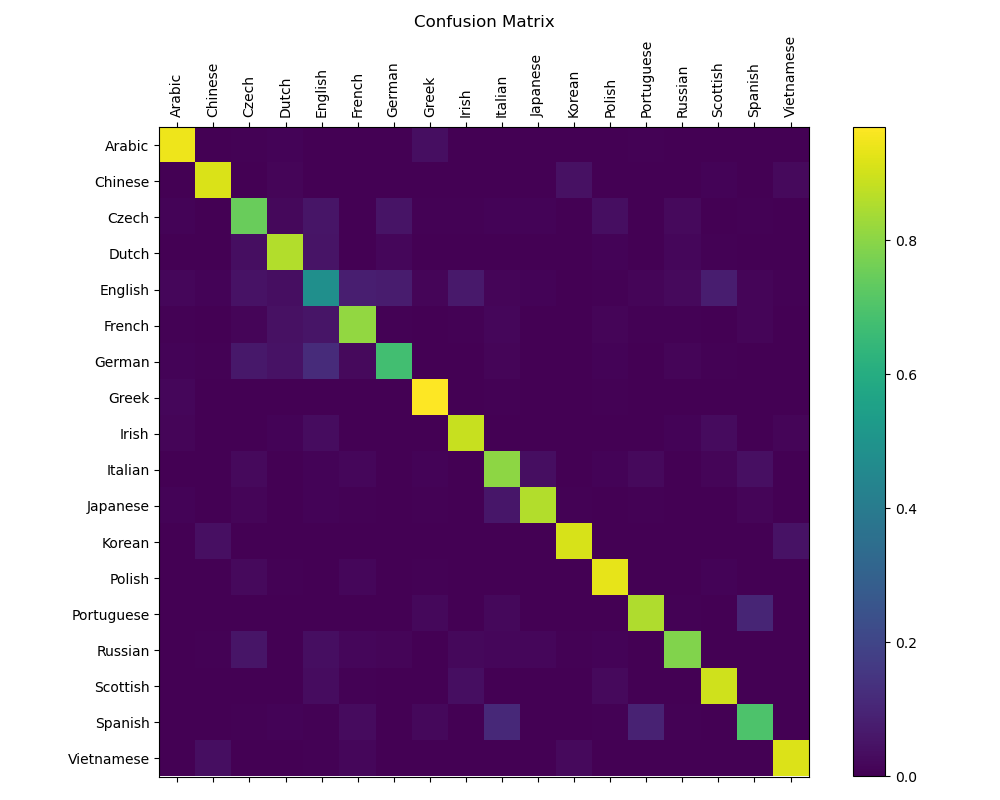 Confusion Matrix
Arabic
Chinese
Czech
Dutch
English
French
German
Greek
Irish
Italian
Japanese
Korean
Polish
Portuguese
Russian
Scottish
Spanish
Vietnamese
Arabic
Chinese
Czech
Dutch
English
French
German
Greek
Irish
Italian
Japanese
Korean
Polish
Portuguese
Russian
Scottish
Spanish
Vietnamese
0.8
0.6
0.4
0.2
0.0